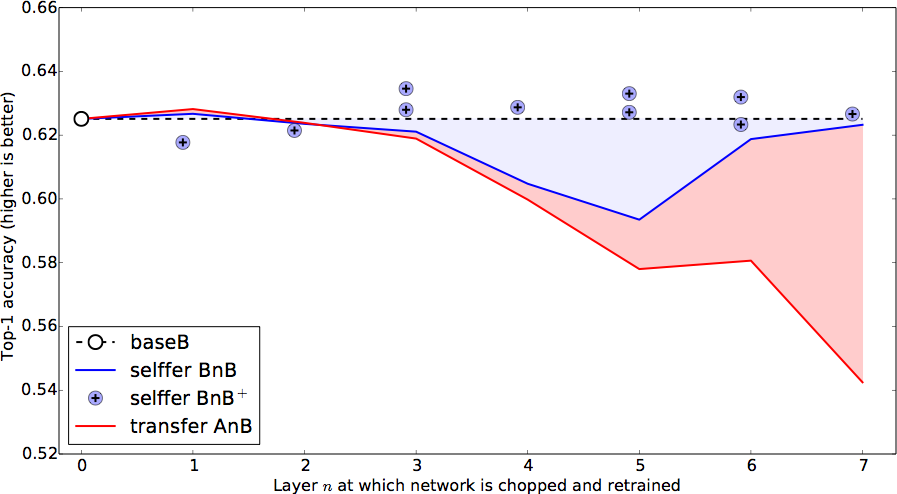 Top-1 accuracy (higher is better)
0.66
0.64
0.62
0.60
0.58
0.56
0.54
0.52
baseB
selffer BnB
selffer BnB⁺
transfer AnB
0 1 2 3 4 5 6 7
Layer n at which network is chopped and retrained